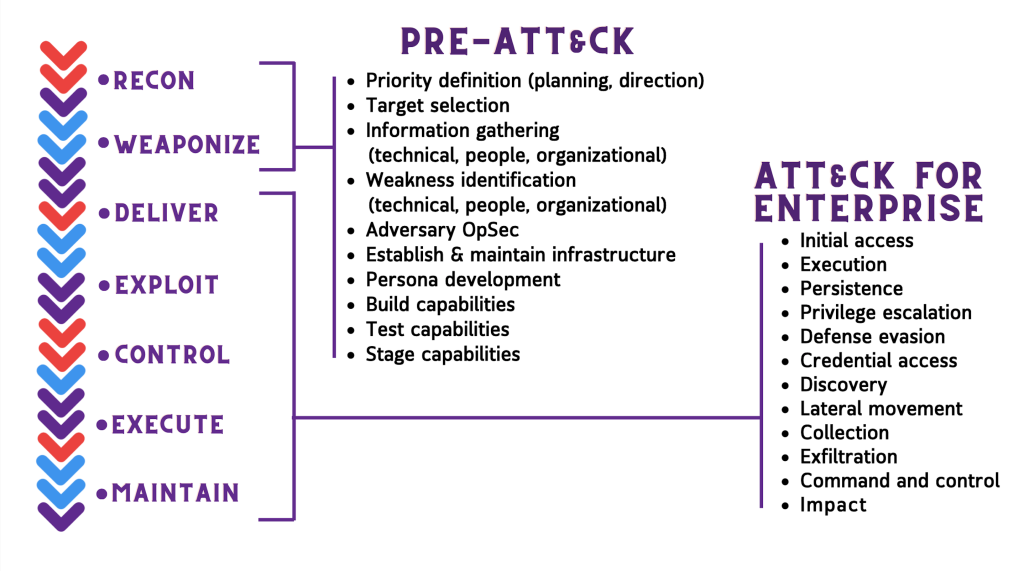 PRE-ATT&CK
• RECON
• WEAPONIZE
• DELIVER
• EXPLOIT
• CONTROL
• EXECUTE
• MAINTAIN
• Priority definition (planning, direction)
• Target selection
• Information gathering
(technical, people, organizational)
• Weakness identification
(technical, people, organizational)
• Adversary OpSec
• Establish & maintain infrastructure
• Persona development
• Build capabilities
• Test capabilities
• Stage capabilities
ATT&CK FOR
ENTERPRISE
• Initial access
• Execution
• Persistence
• Privilege escalation
• Defense evasion
• Credential access
• Discovery
• Lateral movement
• Collection
• Exfiltration
• Command and control
• Impact